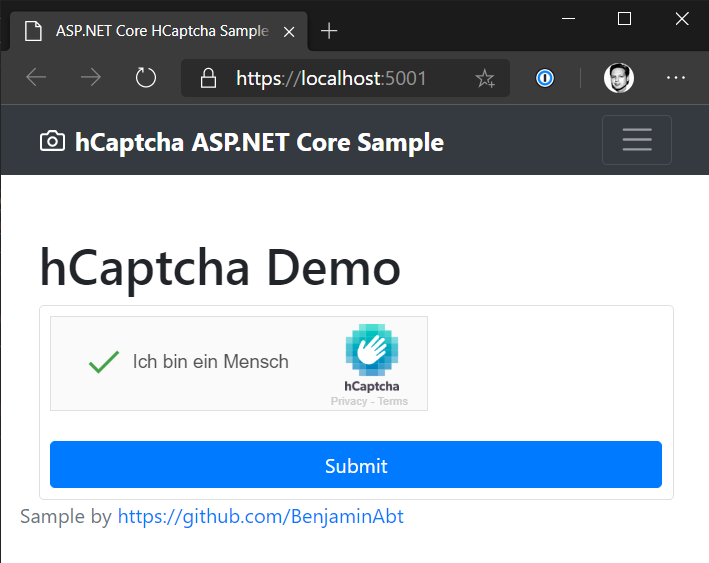 ASP.NET Core HCaptcha Sample
https://localhost:5001
hCaptcha ASP.NET Core Sample
hCaptcha Demo
Ich bin ein Mensch
hCaptcha
Privacy - Terms
Submit
Sample by https://github.com/BenjaminAbt